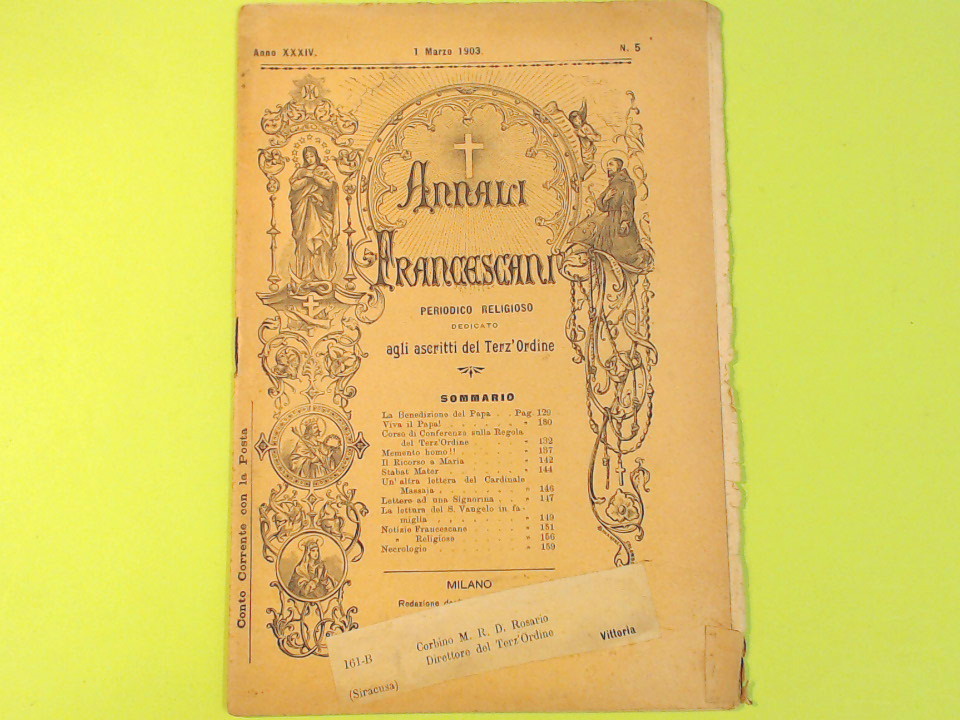 Anno XXXIV. 1 Marzo 1903. N. 5
ANNALI
FRANCESCANI
PERIODICO RELIGIOSO
DEDICATO
agli ascritti del Terz'Ordine
SOMMARIO
La Benedizione del Papa . . Pag. 129
Viva il Papa! . . . . . . . » 130
Corso di Conferenze sulla Regola
del Terz'Ordine . . . . » 132
Memento homo!! . . . . . » 137
Il Ricorso a Maria . . . . » 142
Stabat Mater . . . . . . . » 144
Un'altra lettera del Cardinale
Massaia . . . . . . . » 146
Lettere ad una Signorina . . » 147
La lettura del S. Vangelo in fa-
miglia . . . . . . . » 149
Notizie Francescane . . . . » 151
» Religiose . . . . » 156
Necrologio . . . . . . . » 159
MILANO
Redazione
Conto Corrente con la Posta
161-B Corbino M. R. D. Rosario
Direttore del Terz'Ordine
(Siracusa) Vittoria